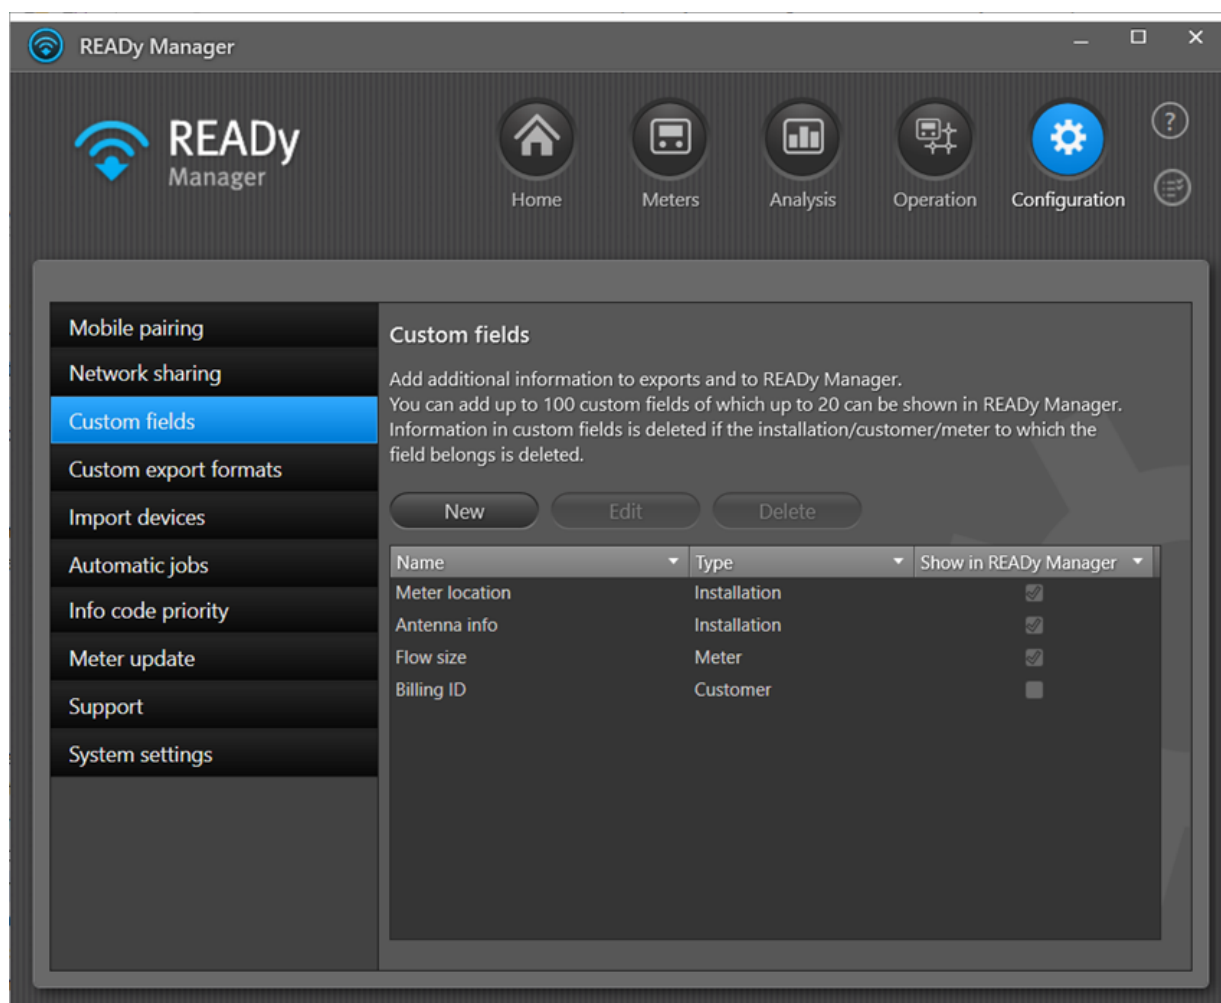 READy Manager
READy
Manager
Home
Meters
Analysis
Operation
Configuration
?
Mobile pairing
Network sharing
Custom fields
Custom export formats
Import devices
Automatic jobs
Info code priority
Meter update
Support
System settings
Custom fields
Add additional information to exports and to READy Manager.
You can add up to 100 custom fields of which up to 20 can be shown in READy Manager.
Information in custom fields is deleted if the installation/customer/meter to which the
field belongs is deleted.
New Edit Delete
Name Type Show in READy Manager
Meter location Installation
Antenna info Installation
Flow size Meter
Billing ID Customer